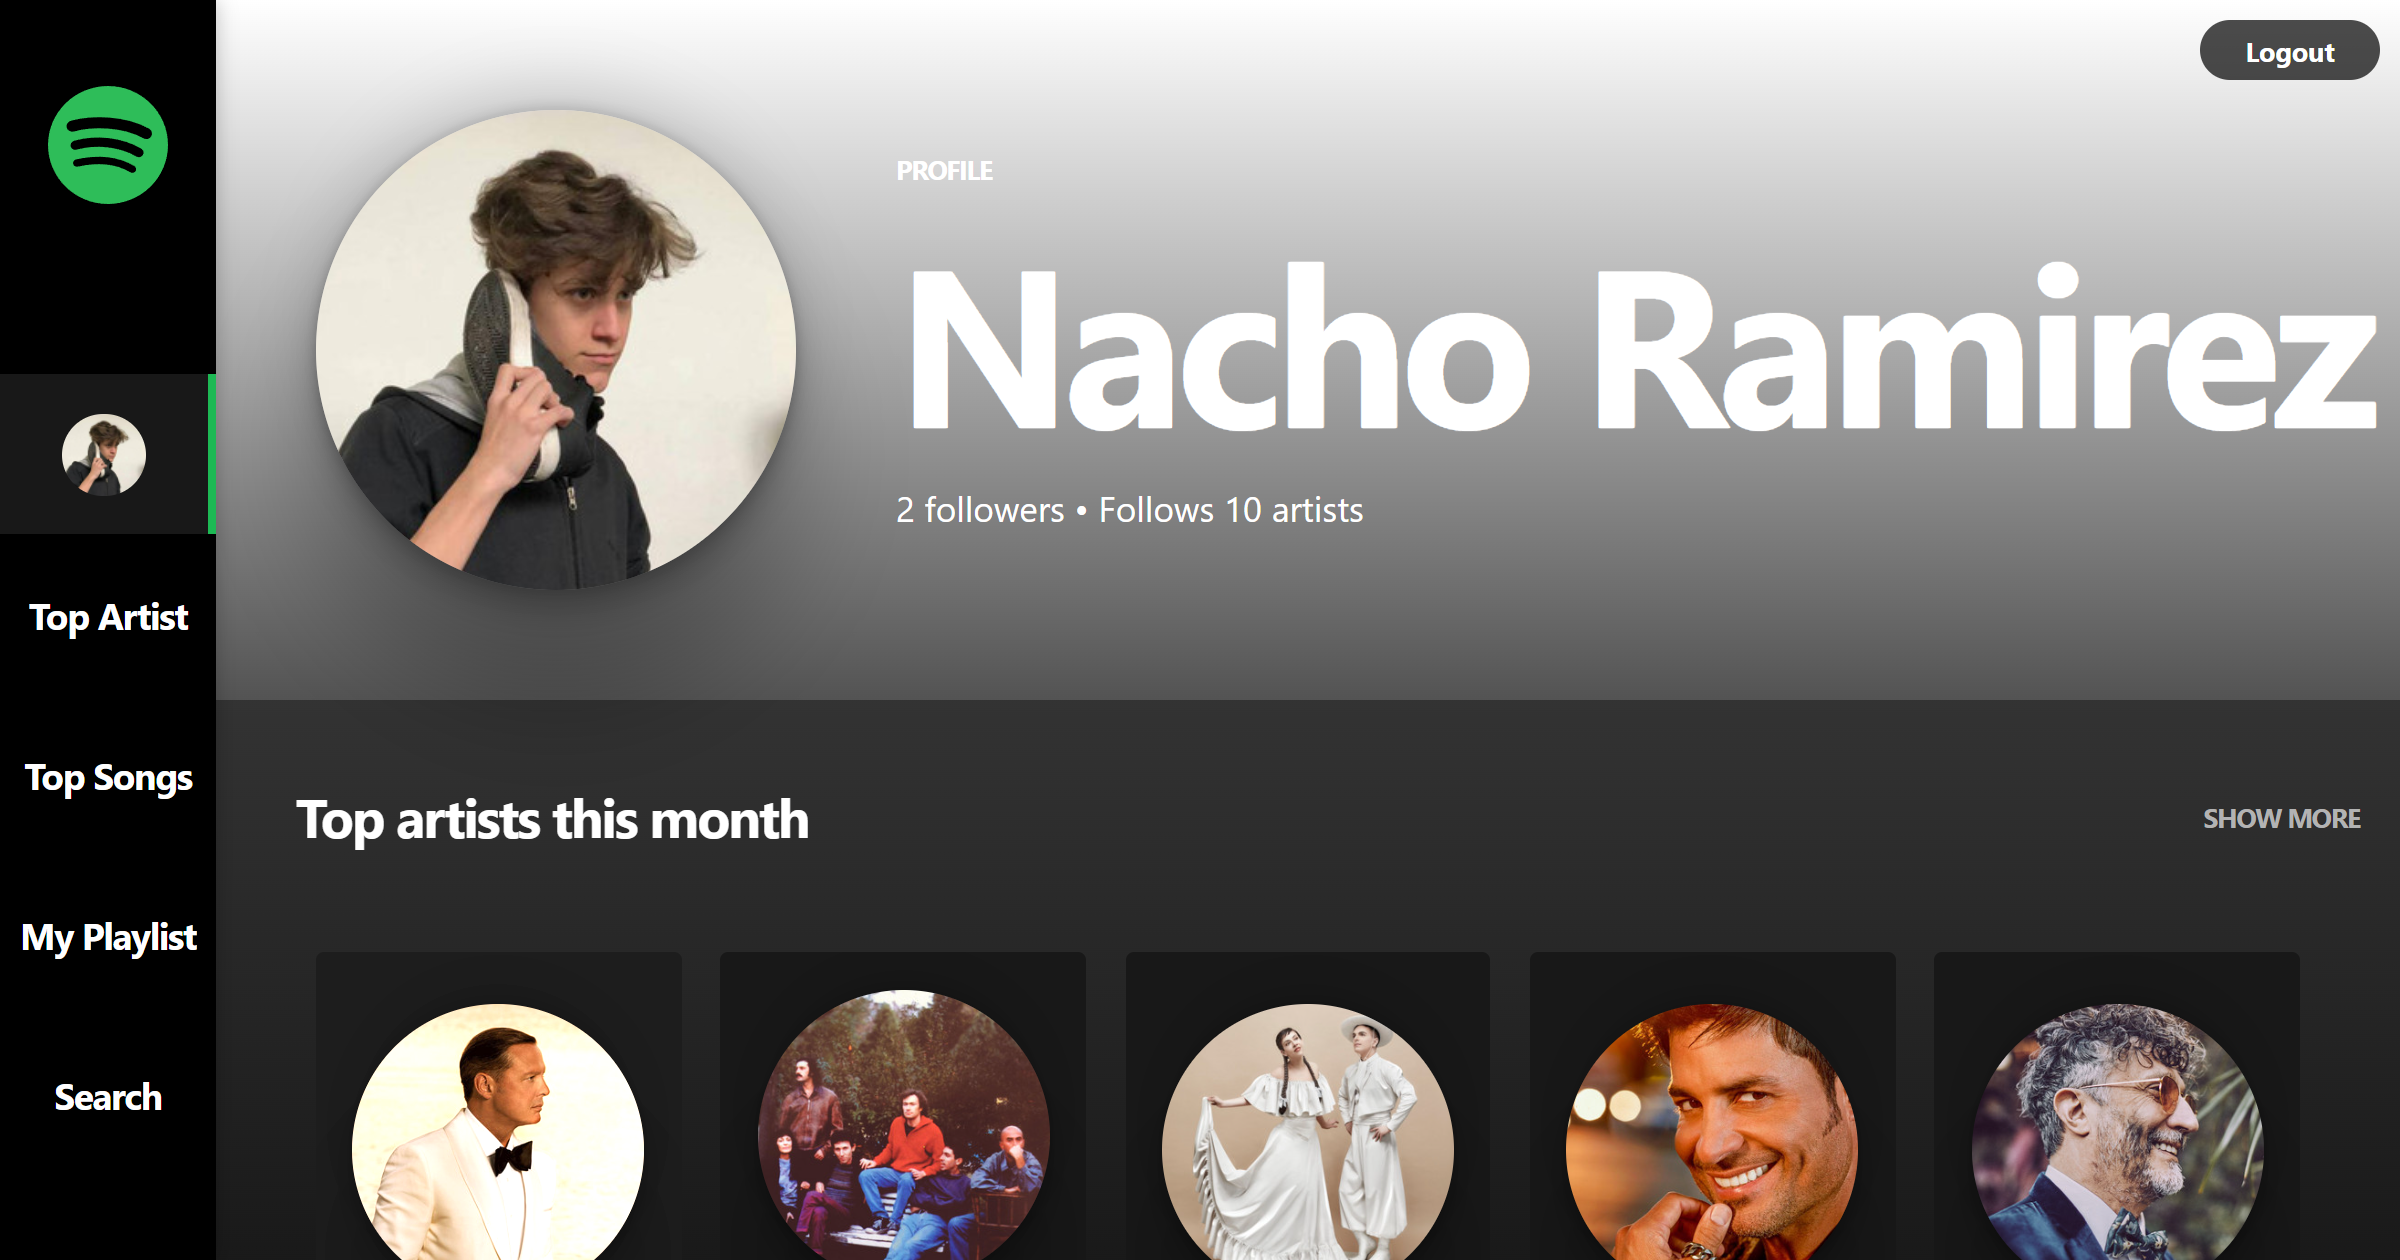 Logout
PROFILE
Nacho Ramirez
2 followers • Follows 10 artists
Top Artist
Top Songs
My Playlist
Search
Top artists this month
SHOW MORE